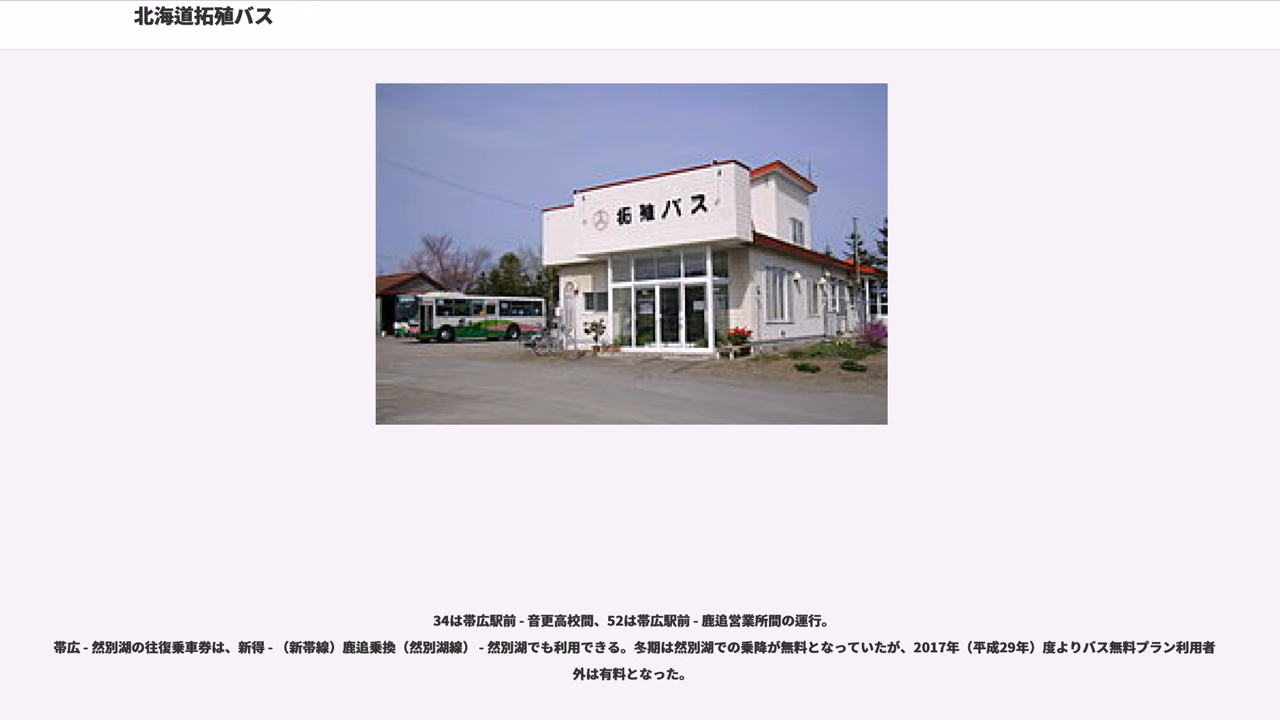 北海道拓殖バス
拓殖バス
34は帯広駅前 - 音更高校間、52は帯広駅前 - 鹿追営業所間の運行。
帯広 - 然別湖の往復乗車券は、新得 - （新帯線）鹿追乗換（然別湖線） - 然別湖でも利用できる。冬期は然別湖での乗降が無料となっていたが、2017年（平成29年）度よりバス無料プラン利用者
外は有料となった。